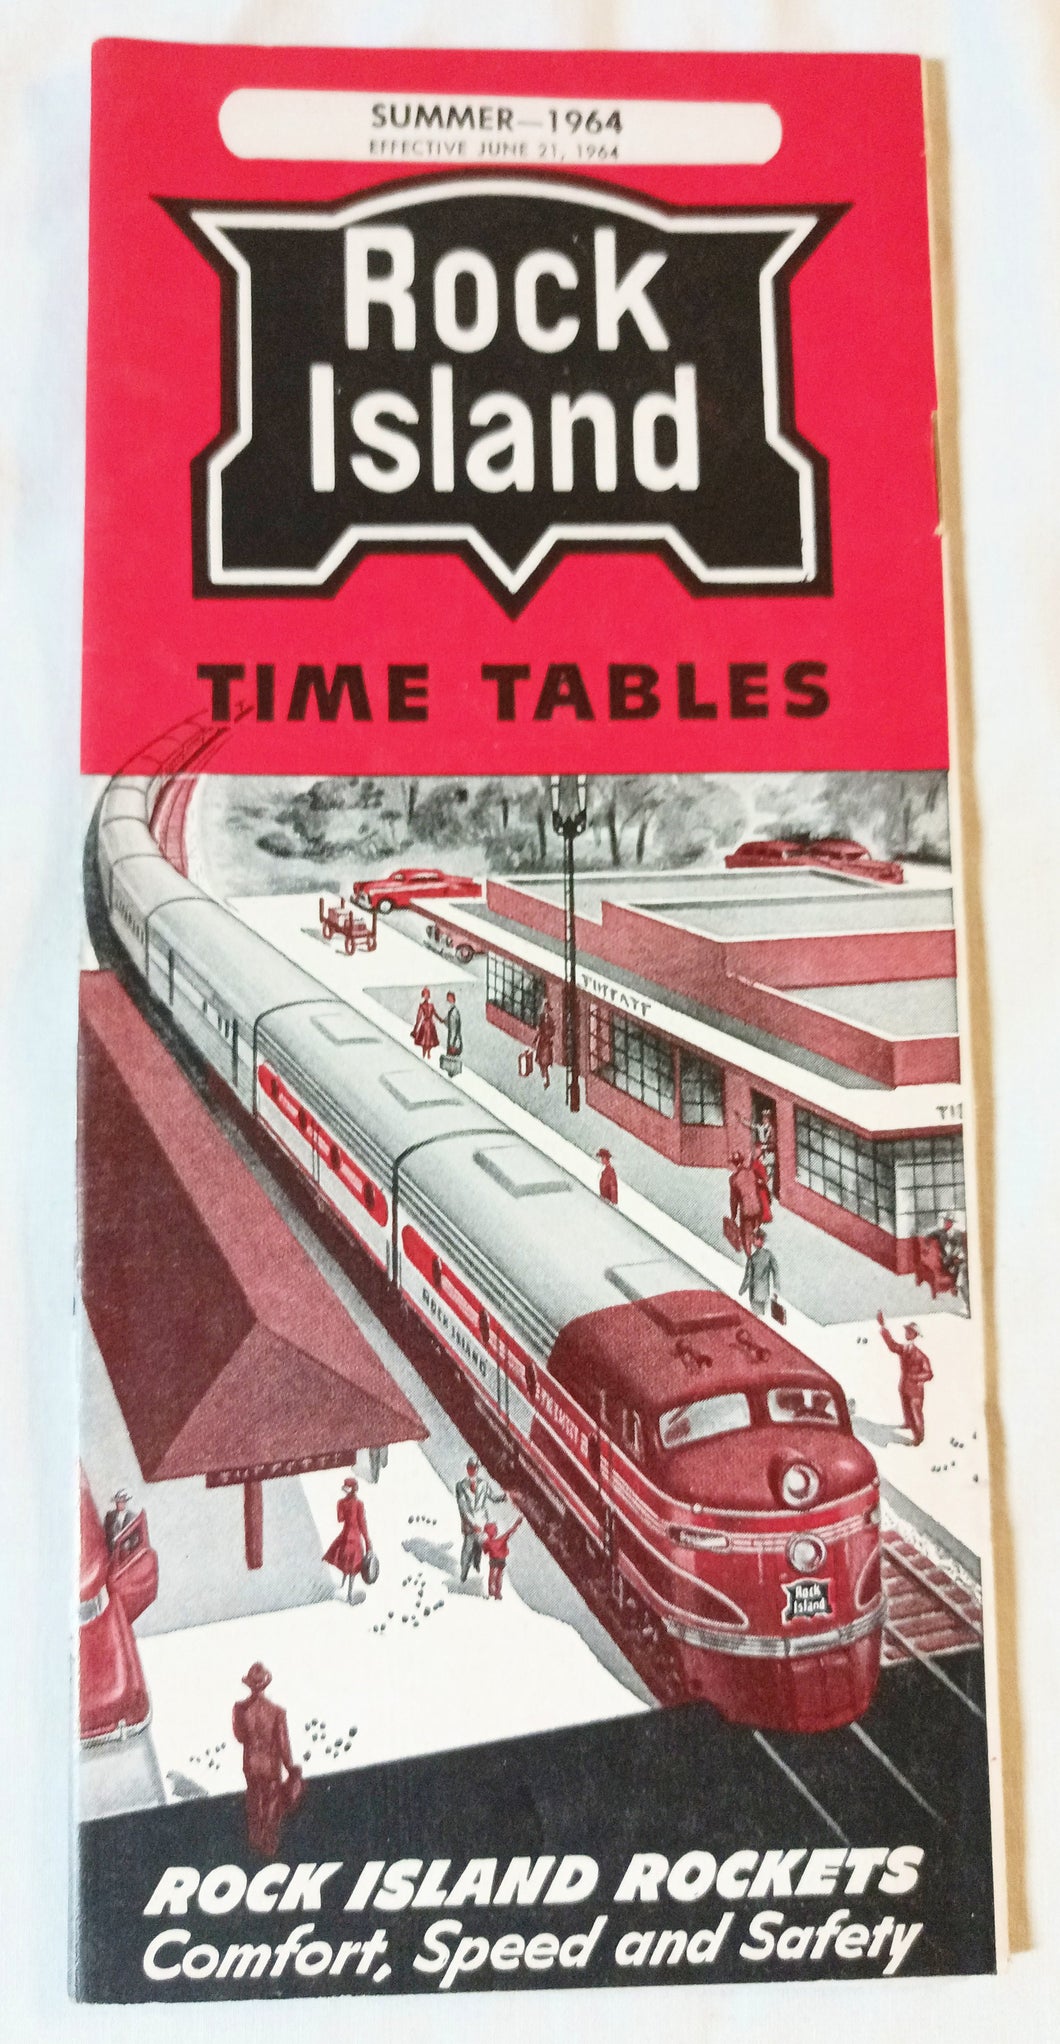 SUMMER—1964
EFFECTIVE JUNE 21, 1964
Rock
Island
TIME TABLES
ROCK ISLAND
Rock
Island
ROCK ISLAND ROCKETS
Comfort, Speed and Safety